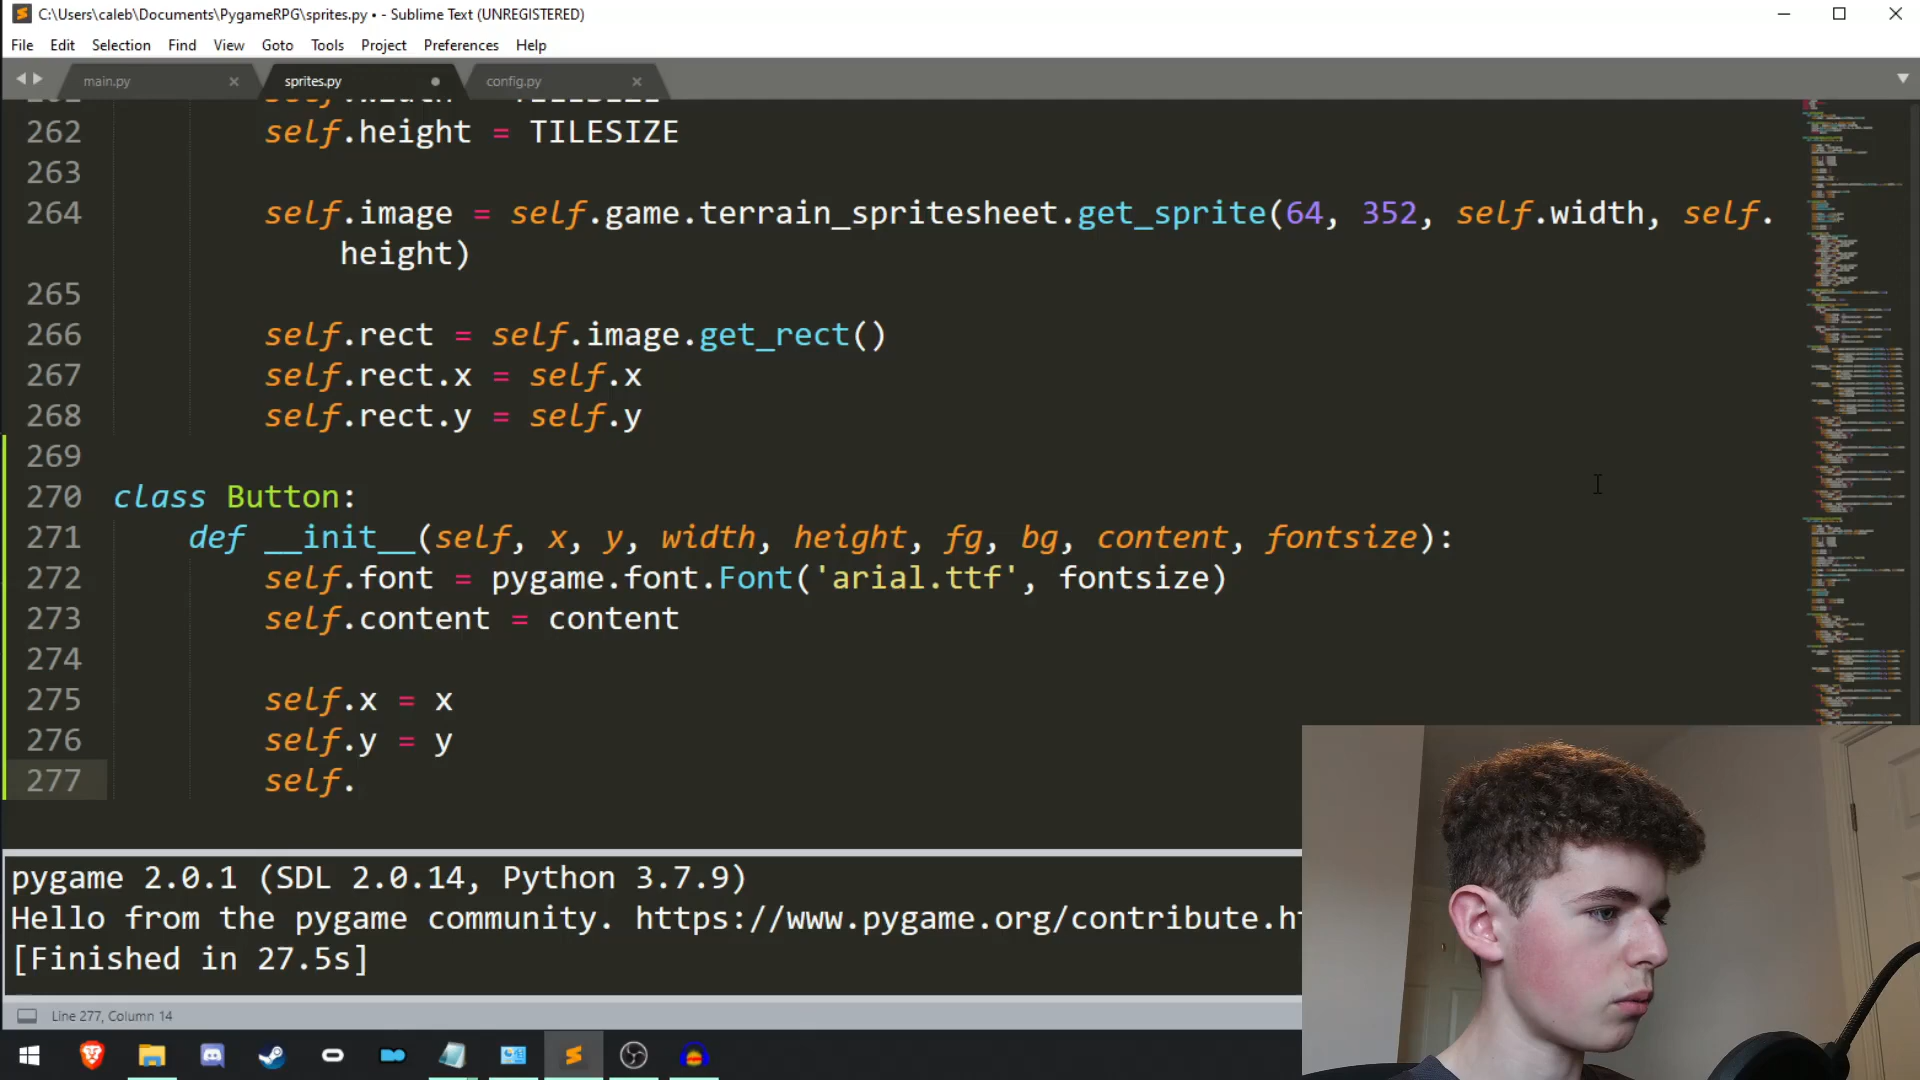 C:\Users\caleb\Documents\PygameRPG\sprites.py • - Sublime Text (UNREGISTERED)
File Edit Selection Find View Goto Tools Project Preferences Help
main.py sprites.py config.py
262 self.height = TILESIZE
263
264 self.image = self.game.terrain_spritesheet.get_sprite(64, 352, self.width, self.
height)
265
266 self.rect = self.image.get_rect()
267 self.rect.x = self.x
268 self.rect.y = self.y
269
270 class Button:
271 def __init__(self, x, y, width, height, fg, bg, content, fontsize):
272 self.font = pygame.font.Font('arial.ttf', fontsize)
273 self.content = content
274
275 self.x = x
276 self.y = y
277 self.
pygame 2.0.1 (SDL 2.0.14, Python 3.7.9)
Hello from the pygame community. https://www.pygame.org/contribute.ht
[Finished in 27.5s]
Line 277, Column 14